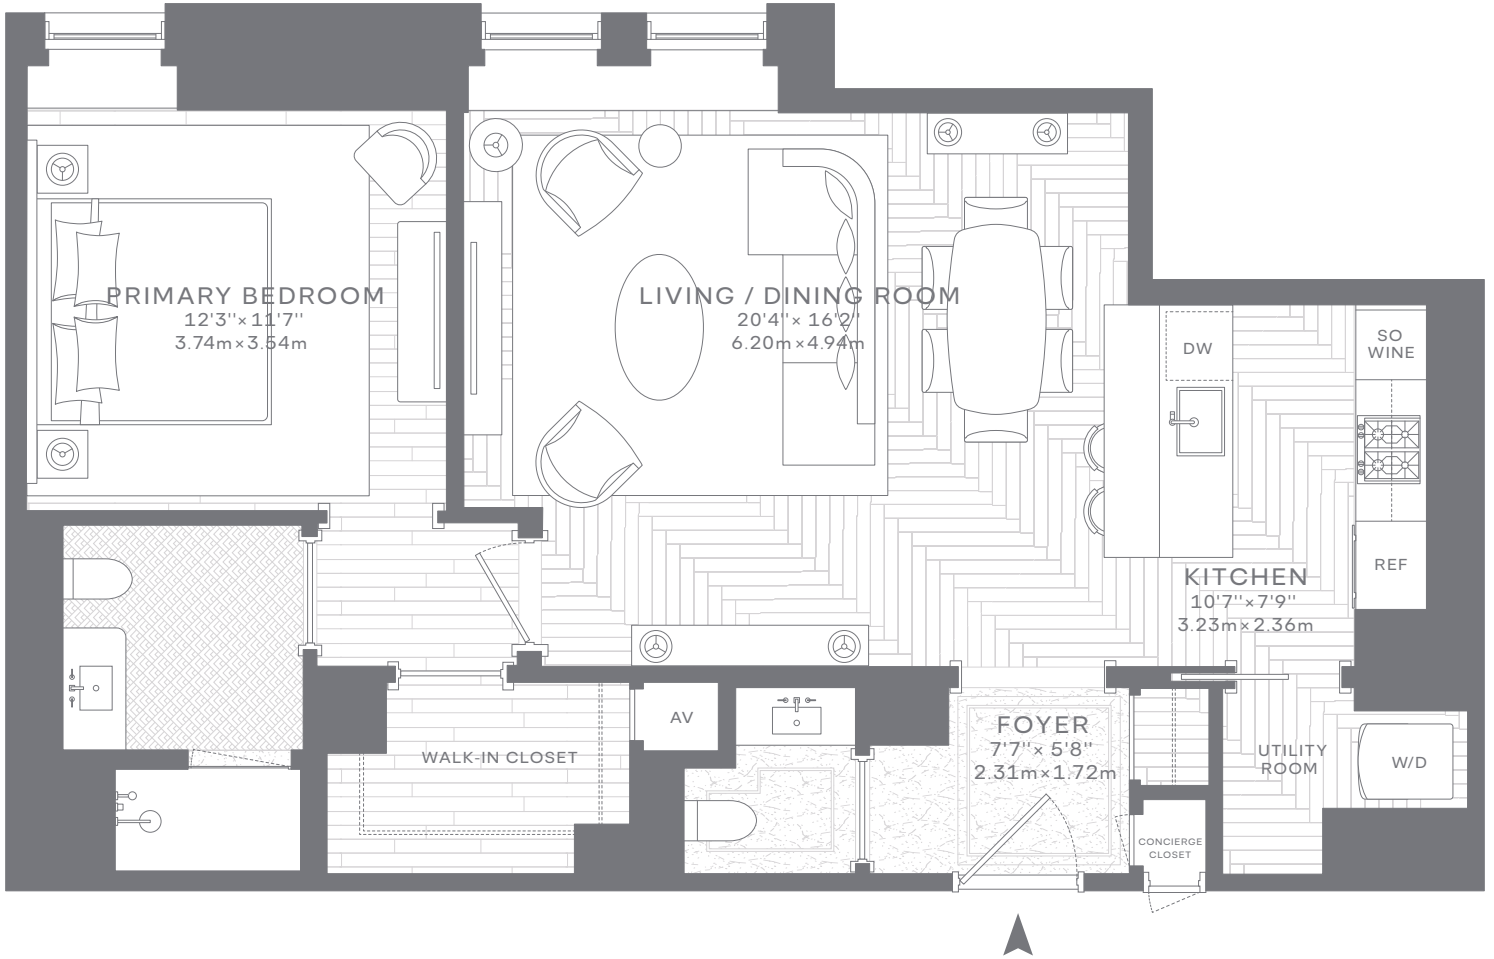 PRIMARY BEDROOM
12'3"×11'7"
3.74m×3.54m
LIVING / DINING ROOM
20'4"× 16'2"
6.20m×4.94m
DW
SO
WINE
REF
KITCHEN
10'7"×7'9"
3.23m×2.36m
AV
WALK-IN CLOSET
FOYER
7'7"× 5'8"
2.31m×1.72m
UTILITY
ROOM
W/D
CONCIERGE
CLOSET